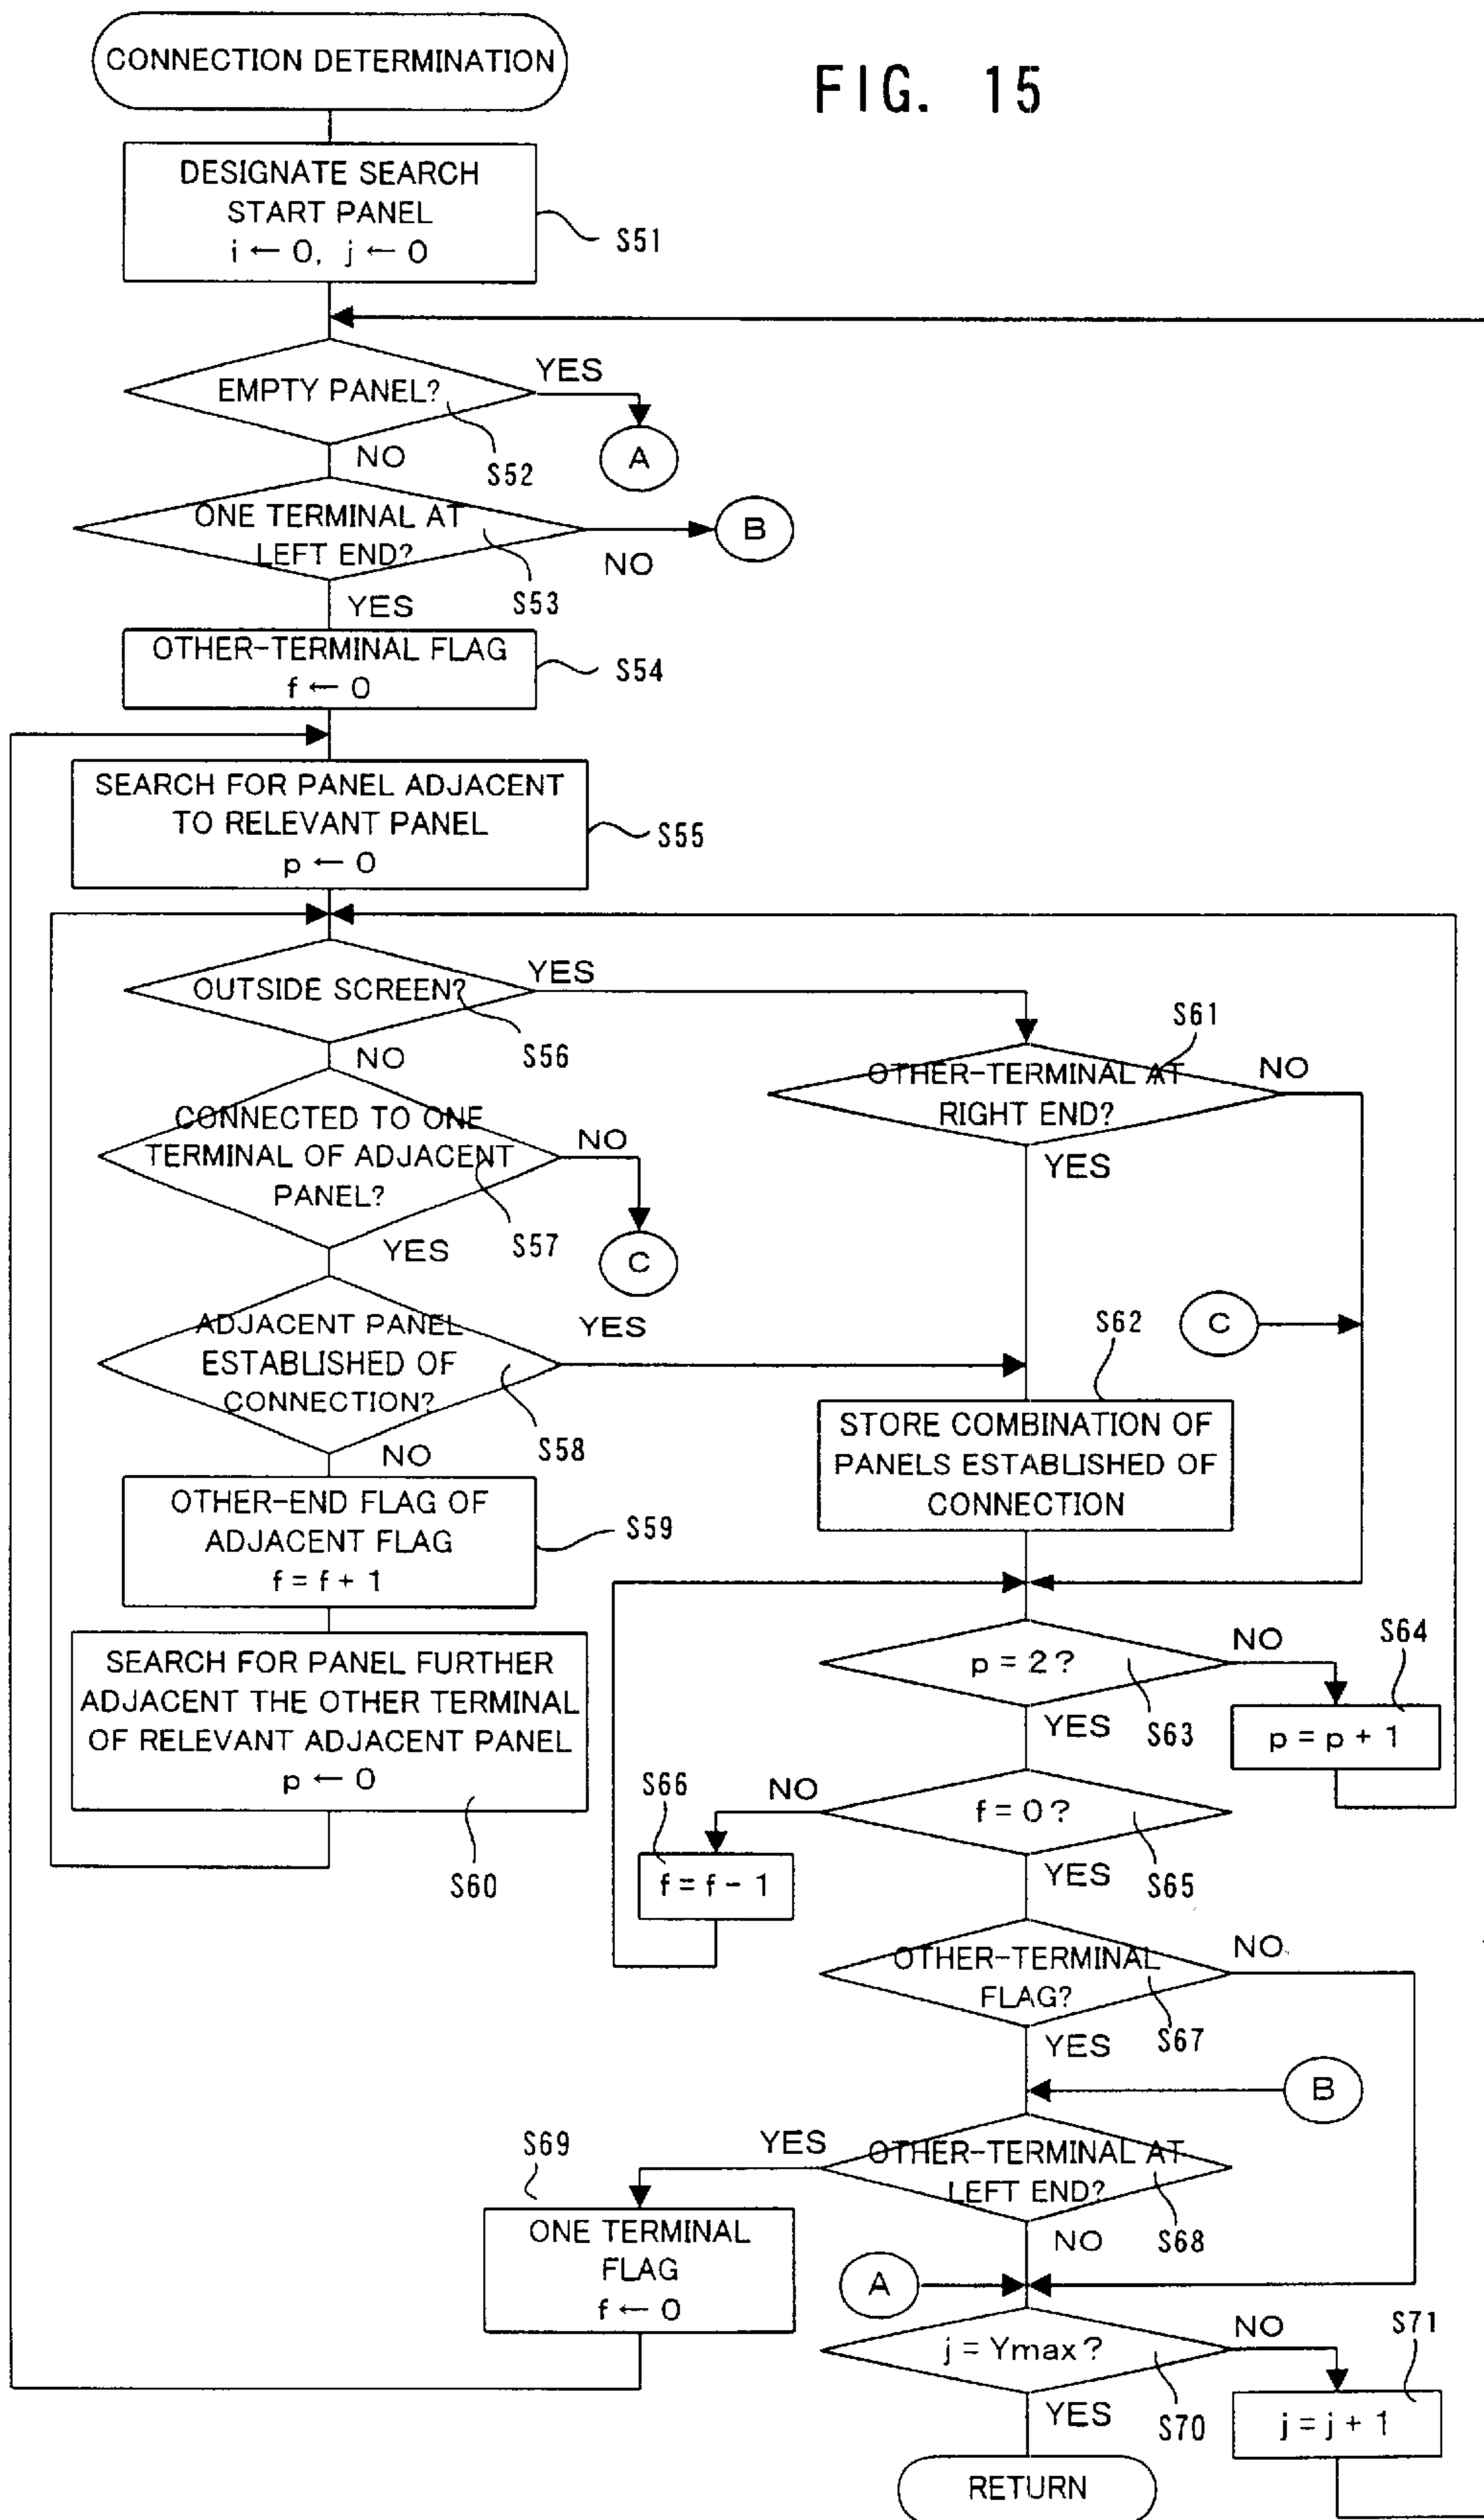 CONNECTION DETERMINATION
FIG. 15
DESIGNATE SEARCH
START PANEL
i ← 0, j ← 0
S51
EMPTY PANEL?
YES
A
NO
S52
ONE TERMINAL AT
LEFT END?
B
NO
S53
YES
OTHER-TERMINAL FLAG
f ← 0
S54
SEARCH FOR PANEL ADJACENT
TO RELEVANT PANEL
p ← 0
S55
OUTSIDE SCREEN?
YES
S56
NO
S61
OTHER-TERMINAL AT
RIGHT END?
NO
YES
CONNECTED TO ONE
TERMINAL OF ADJACENT
PANEL?
NO
S57
C
YES
ADJACENT PANEL
ESTABLISHED OF
CONNECTION?
YES
S58
NO
C
S62
STORE COMBINATION OF
PANELS ESTABLISHED OF
CONNECTION
OTHER-END FLAG OF
ADJACENT FLAG
f = f + 1
S59
SEARCH FOR PANEL FURTHER
ADJACENT THE OTHER TERMINAL
OF RELEVANT ADJACENT PANEL
p ← 0
S60
p = 2 ?
NO
S64
YES
S63
p = p + 1
S66
NO
f = 0 ?
f = f - 1
YES
S65
OTHER-TERMINAL
FLAG?
NO
YES
S67
B
S69
YES
OTHER-TERMINAL AT
LEFT END?
ONE TERMINAL
FLAG
f ← 0
NO
S68
A
j = Ymax ?
NO
S71
YES
S70
j = j + 1
RETURN